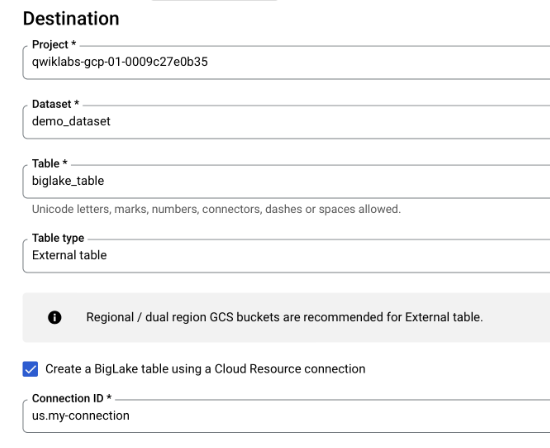 Destination
Project *
qwiklabs-gcp-01-0009c27e0b35
Dataset *
demo_dataset
Table *
biglake_table
Unicode letters, marks, numbers, connectors, dashes or spaces allowed.
Table type
External table
Regional / dual region GCS buckets are recommended for External table.
Create a BigLake table using a Cloud Resource connection
Connection ID *
us.my-connection